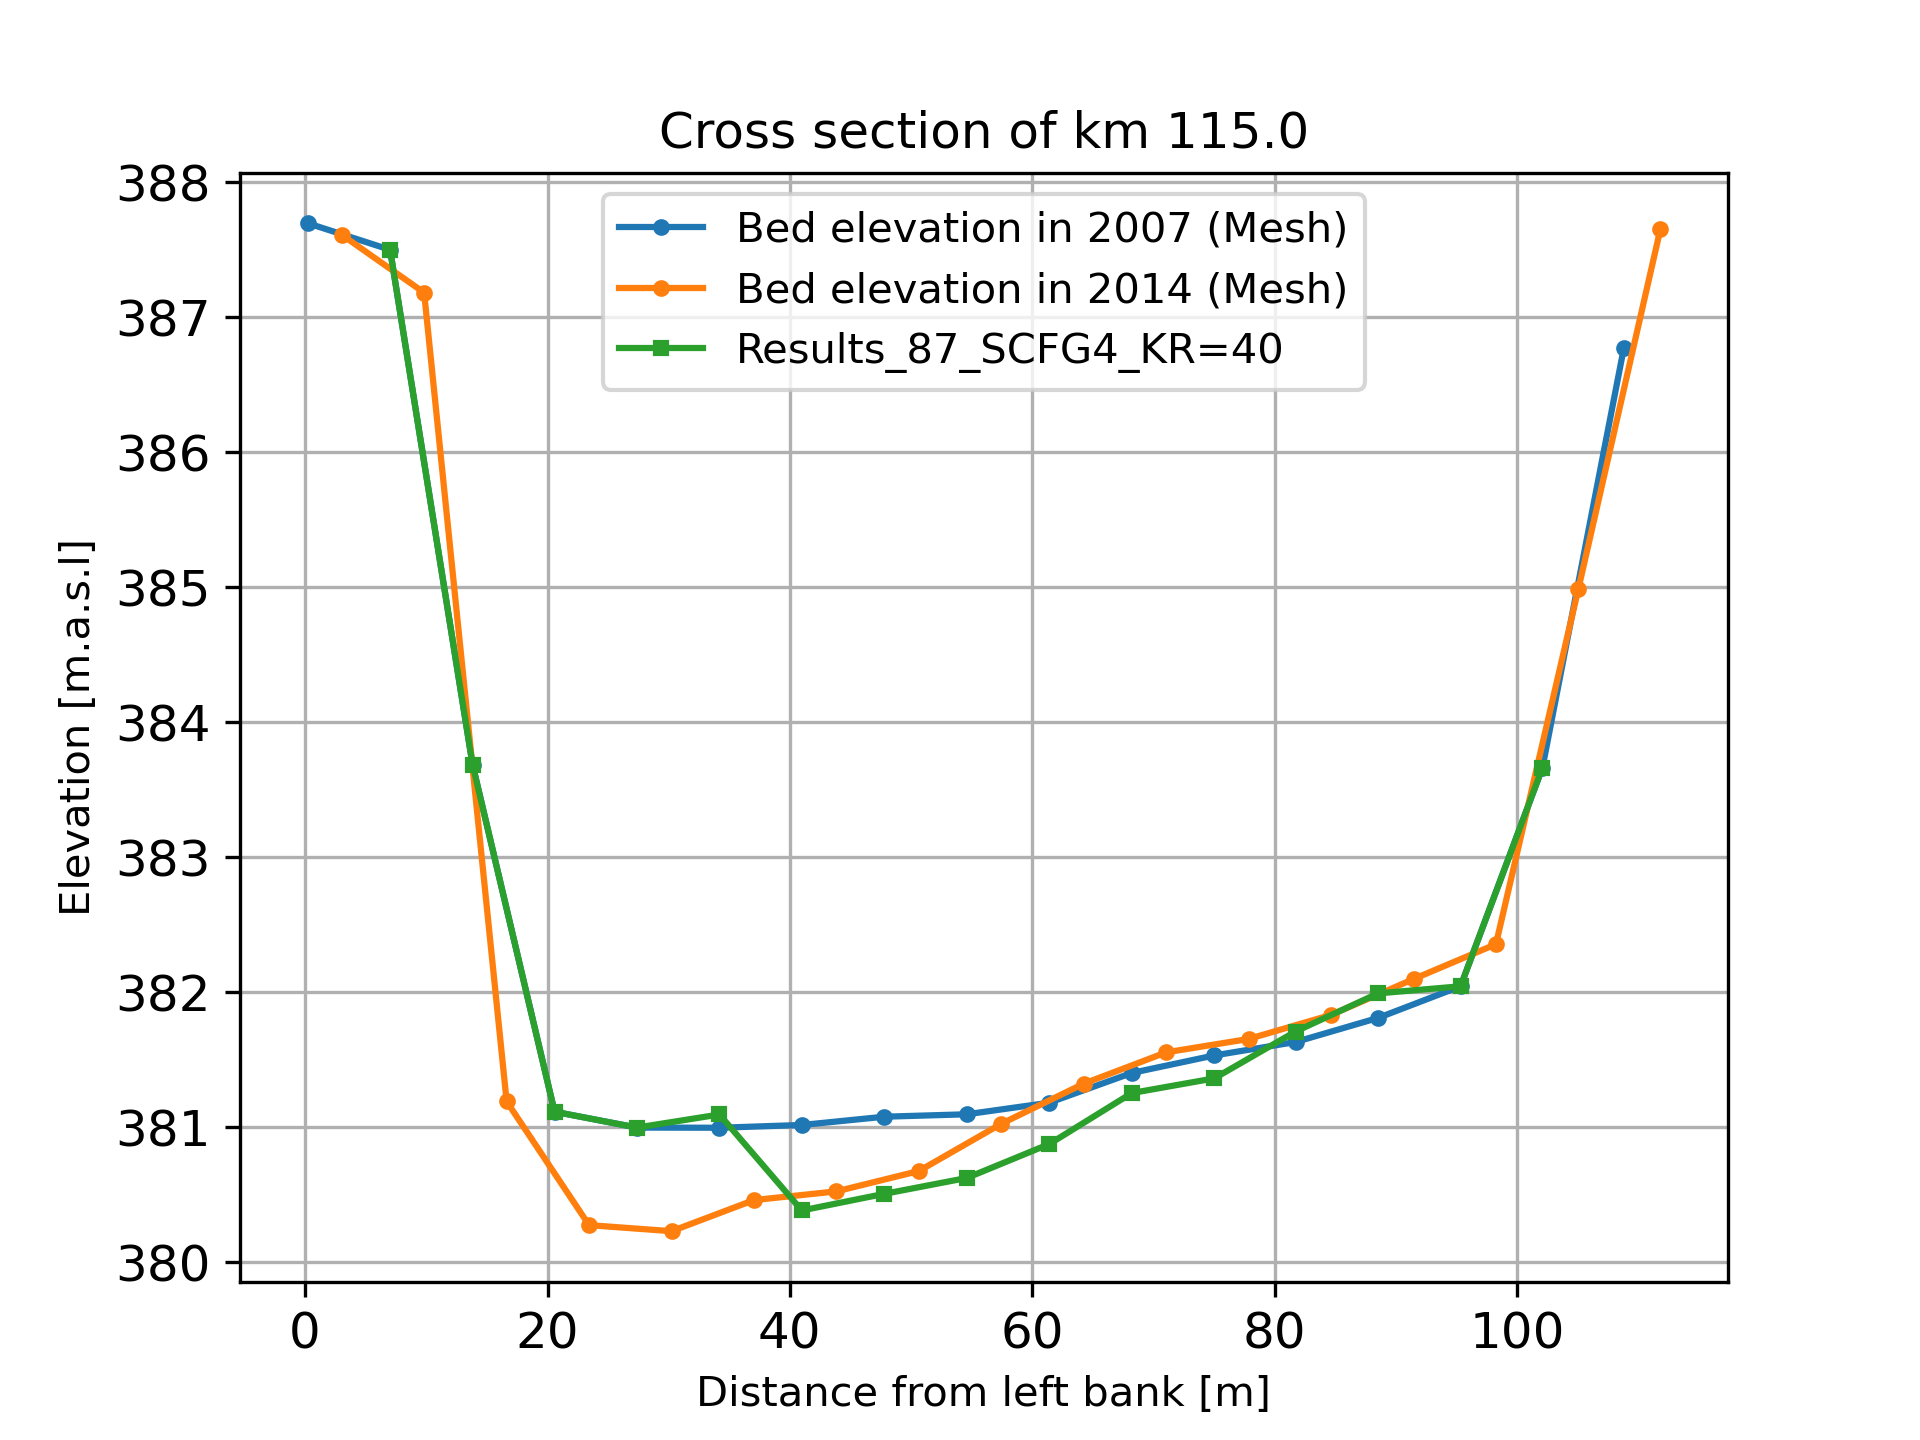 Cross section of km 115.0
Bed elevation in 2007 (Mesh)
Bed elevation in 2014 (Mesh)
Results_87_SCFG4_KR=40
Elevation [m.a.s.l]
388
387
386
385
384
383
382
381
380
0 20 40 60 80 100
Distance from left bank [m]